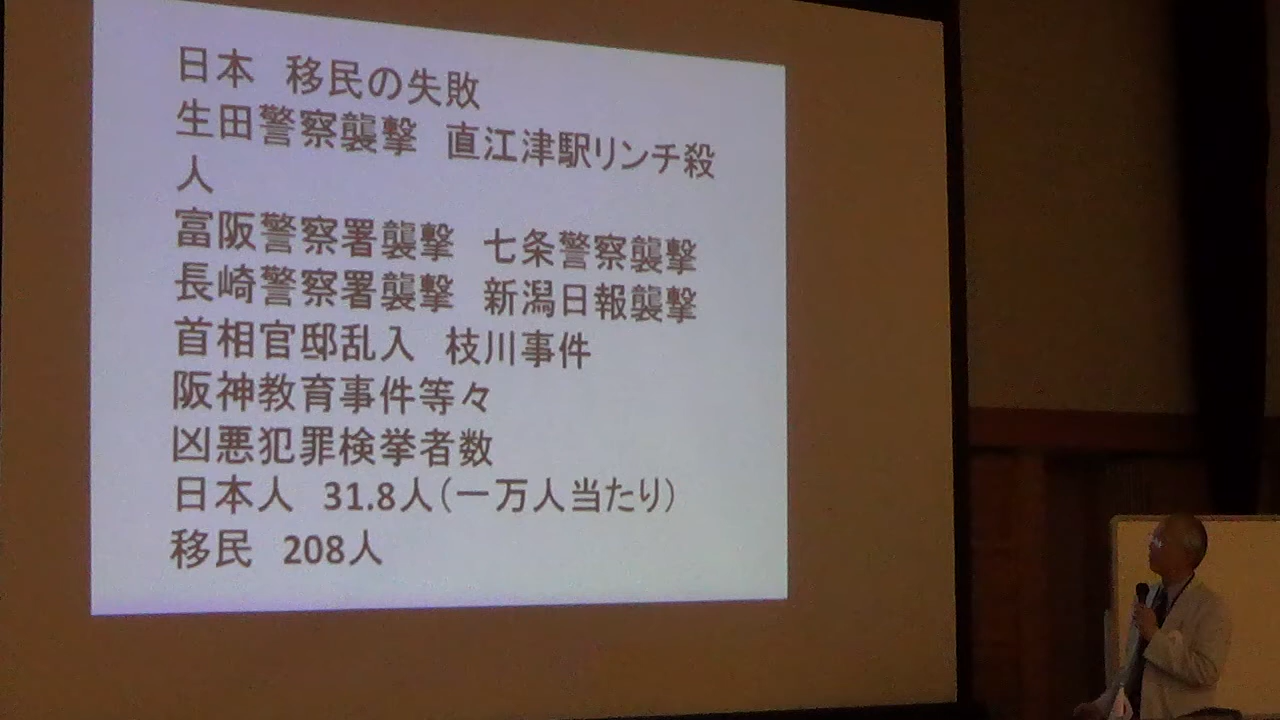 日本　移民の失敗
生田警察襲撃　直江津駅リンチ殺
人
富阪警察署襲撃　七条警察襲撃
長崎警察署襲撃　新潟日報襲撃
首相官邸乱入　枝川事件
阪神教育事件等々
凶悪犯罪検挙者数
日本人　31.8人（一万人当たり）
移民　208人